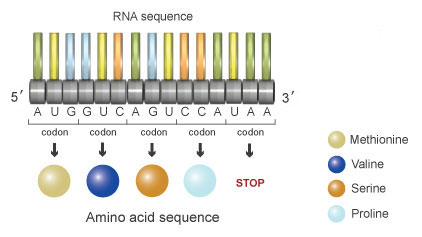 RNA sequence
5′ 3′
A U G G U C A G U C C A U A A
codon codon codon codon codon
STOP
Amino acid sequence
Methionine
Valine
Serine
Proline